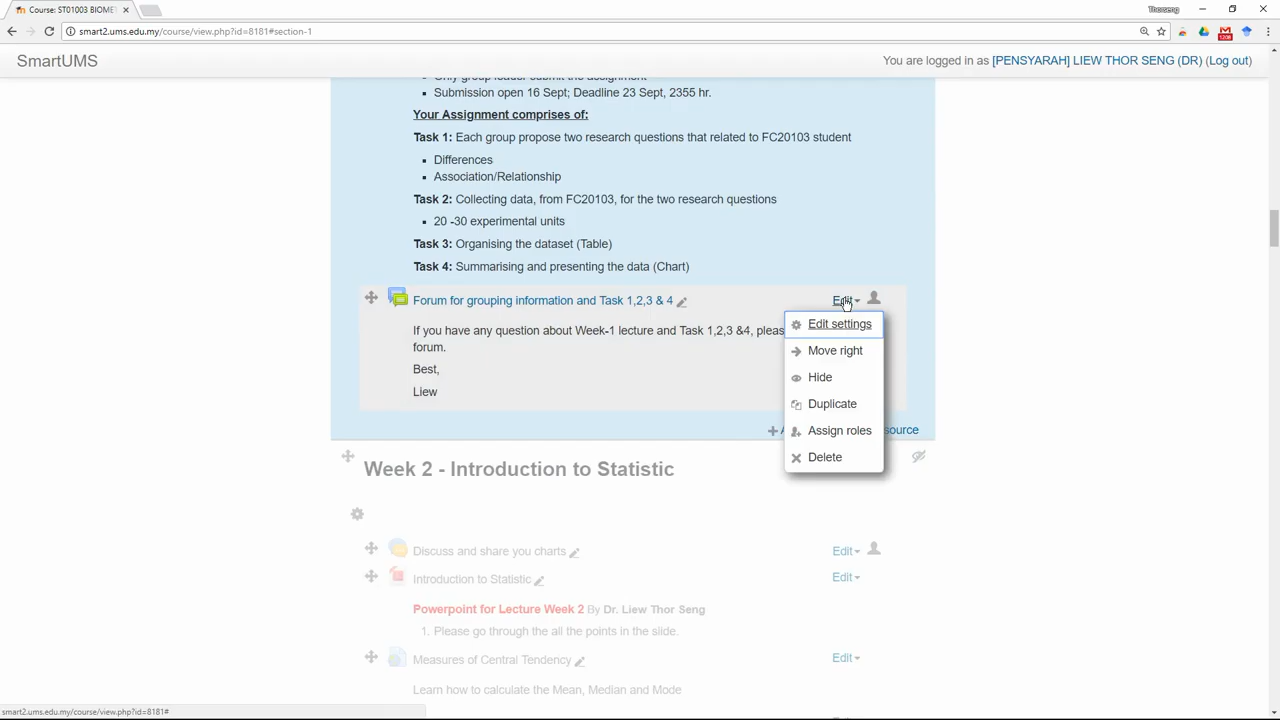 Course: ST01003 BIOME
Thorseng
smart2.ums.edu.my/course/view.php?id=8181#section-1
1208
SmartUMS
You are logged in as [PENSYARAH] LIEW THOR SENG (DR) (Log out)
Only group leader submit the assignment
Submission open 16 Sept; Deadline 23 Sept, 2355 hr.
Your Assignment comprises of:
Task 1: Each group propose two research questions that related to FC20103 student
Differences
Association/Relationship
Task 2: Collecting data, from FC20103, for the two research questions
20 -30 experimental units
Task 3: Organising the dataset (Table)
Task 4: Summarising and presenting the data (Chart)
Forum for grouping information and Task 1,2,3 & 4
Edit
Edit settings
If you have any question about Week-1 lecture and Task 1,2,3 &4, pleas
forum.
Move right
Best,
Hide
Liew
Duplicate
Assign roles
source
Delete
Week 2 - Introduction to Statistic
Discuss and share you charts
Edit
Introduction to Statistic
Edit
Powerpoint for Lecture Week 2 By Dr. Liew Thor Seng
1. Please go through the all the points in the slide.
Measures of Central Tendency
Edit
Learn how to calculate the Mean, Median and Mode
smart2.ums.edu.my/course/view.php?id=8181#